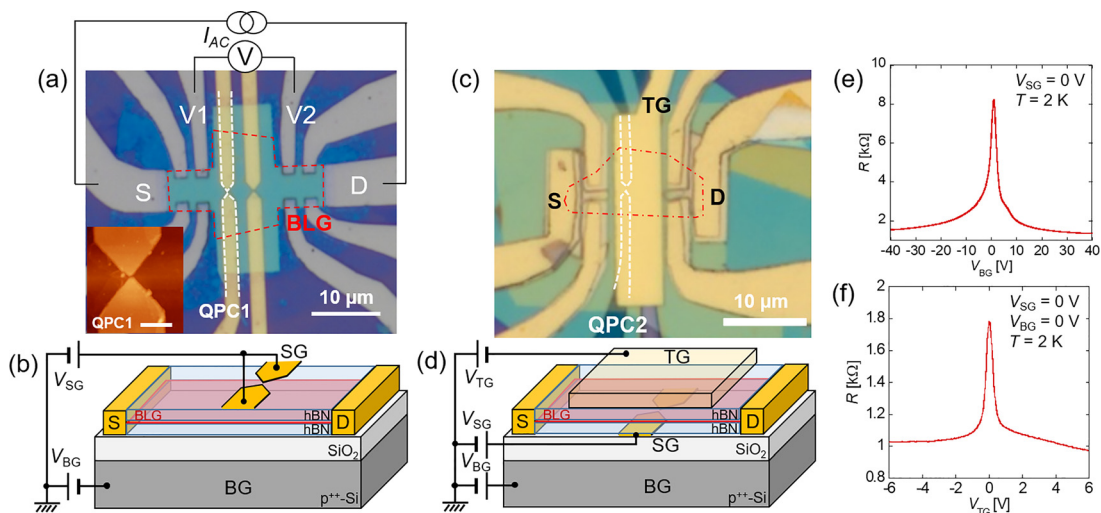 I_AC
V
(a)
V1
V2
S
D
BLG
QPC1
QPC1
10 µm
(b)
V_SG
V_BG
SG
S
BLG
hBN
hBN
D
SiO₂
BG
p⁺⁺-Si
(c)
TG
S
D
QPC2
10 µm
(d)
V_TG
V_SG
V_BG
TG
S
BLG
hBN
hBN
D
SG
SiO₂
BG
p⁺⁺-Si
(e)
V_SG = 0 V
T = 2 K
R [kΩ]
10
8
6
4
2
-40 -30 -20 -10 0 10 20 30 40
V_BG [V]
(f)
V_SG = 0 V
V_BG = 0 V
T = 2 K
R [kΩ]
2
1.8
1.6
1.4
1.2
1
0.8
-6 -4 -2 0 2 4 6
V_TG [V]